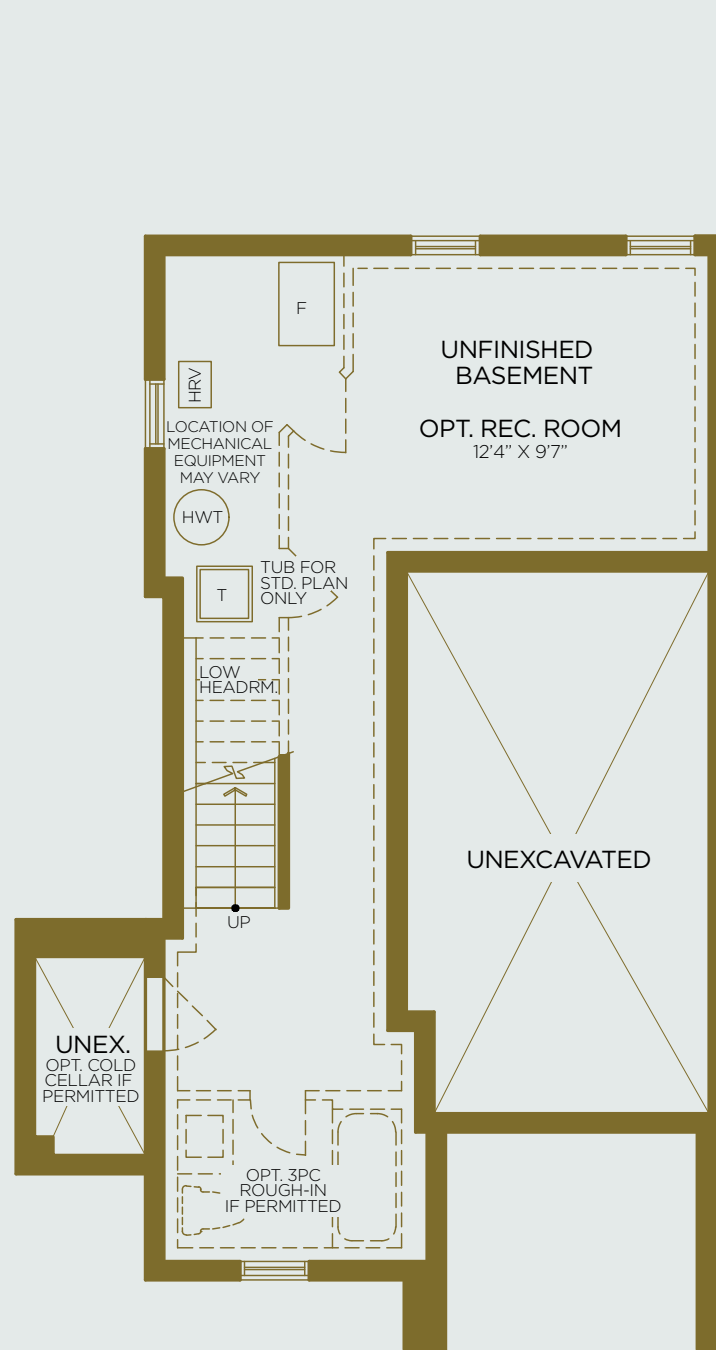 F
UNFINISHED
BASEMENT
OPT. REC. ROOM
12'4" X 9'7"
HRV
LOCATION OF
MECHANICAL
EQUIPMENT
MAY VARY
HWT
TUB FOR
STD. PLAN
ONLY
T
LOW
HEADRM.
UNEXCAVATED
UP
UNEX.
OPT. COLD
CELLAR IF
PERMITTED
OPT. 3PC
ROUGH-IN
IF PERMITTED